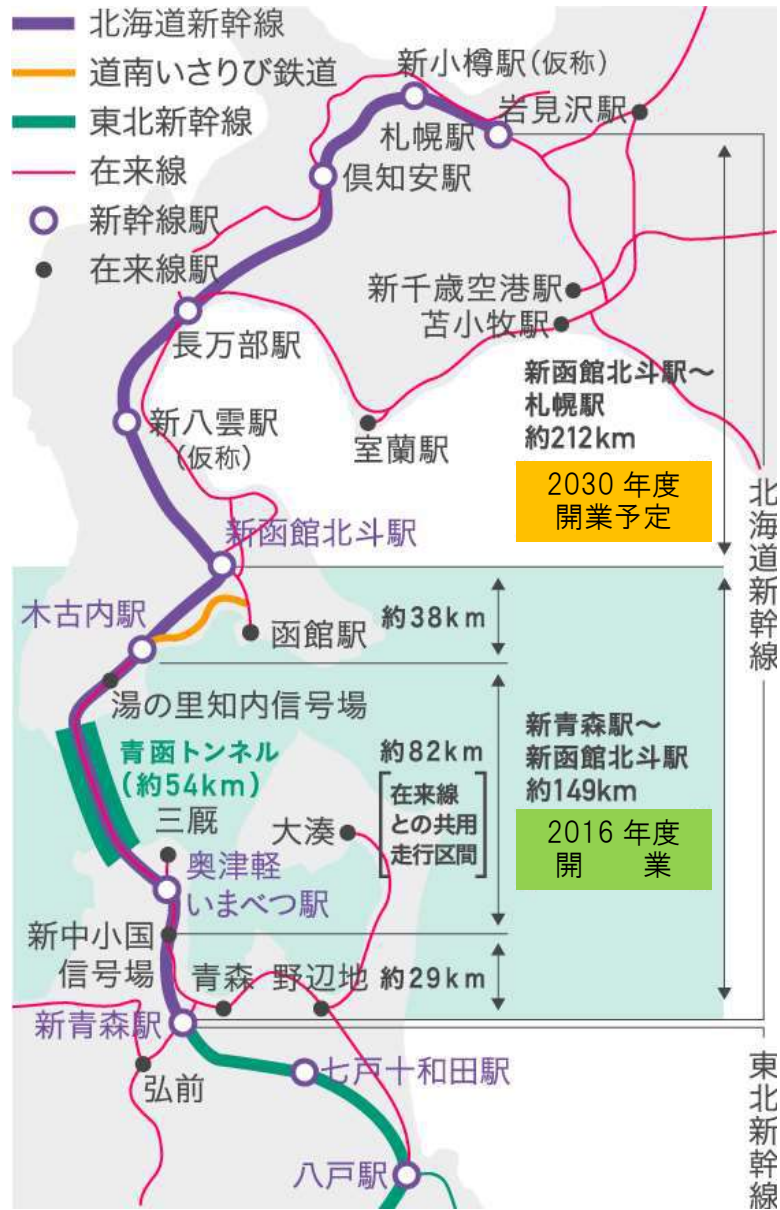 北海道新幹線
道南いさりび鉄道
東北新幹線
在来線
新幹線駅
在来線駅
新小樽駅(仮称)
岩見沢駅
札幌駅
倶知安駅
新千歳空港駅
苫小牧駅
長万部駅
新函館北斗駅~
札幌駅
約212km
新八雲駅
(仮称)
室蘭駅
2030年度
開業予定
北海道新幹線
新函館北斗駅
木古内駅
函館駅
約38km
湯の里知内信号場
青函トンネル
(約54km)
約82km
在来線
との共用
走行区間
新青森駅~
新函館北斗駅
約149km
三厩
大湊
2016年度
開 業
奥津軽
いまべつ駅
新中小国
信号場
青森
野辺地
約29km
新青森駅
弘前
七戸十和田駅
八戸駅
東北新幹線